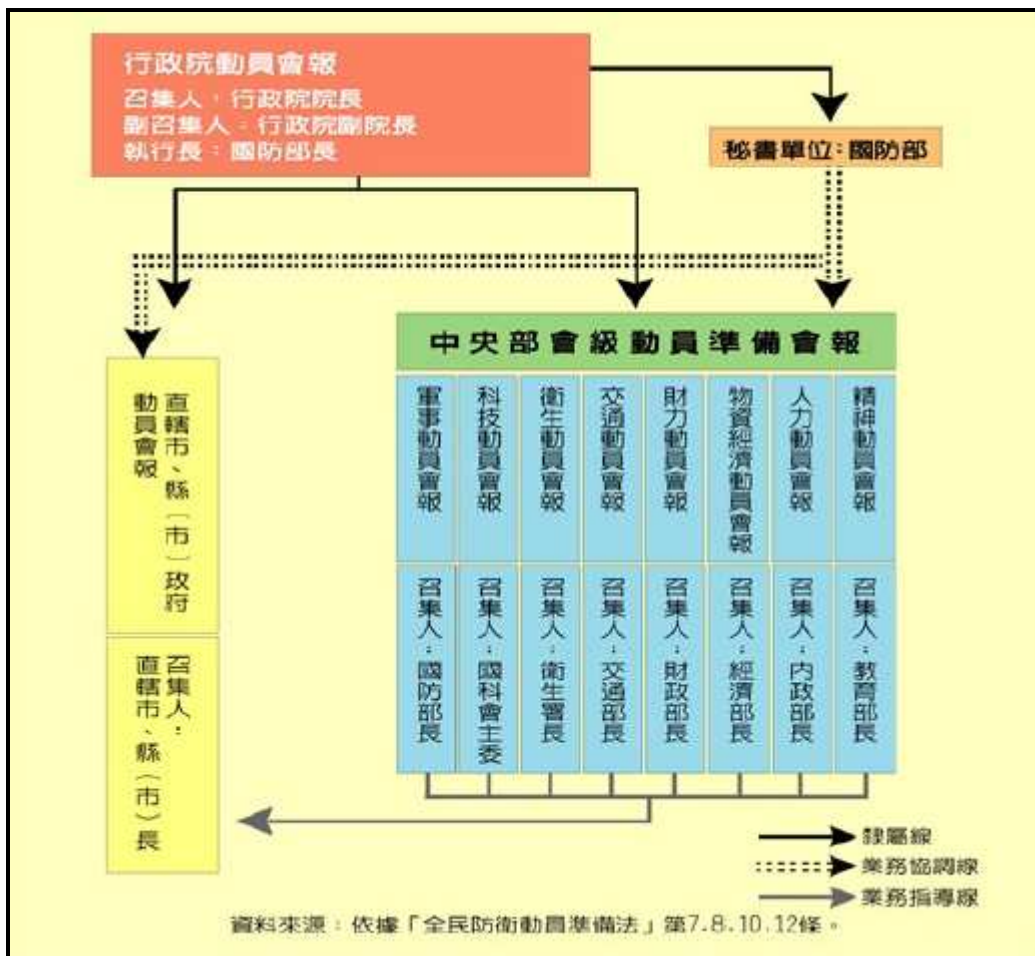 行政院動員會報
召集人：行政院院長
副召集人：行政院副院長
執行長：國防部長
秘書單位：國防部
中央部會級動員準備會報
直轄市、縣（市）政府
動員會報
召集人：
直轄市、縣（市）長
軍事動員會報
科技動員會報
衛生動員會報
交通動員會報
財力動員會報
物資經濟動員會報
人力動員會報
精神動員會報
召集人：國防部長
召集人：國科會主委
召集人：衛生署長
召集人：交通部長
召集人：財政部長
召集人：經濟部長
召集人：內政部長
召集人：教育部長
隸屬線
業務協調線
業務指導線
資料來源：依據「全民防衛動員準備法」第7.8.10.12條。